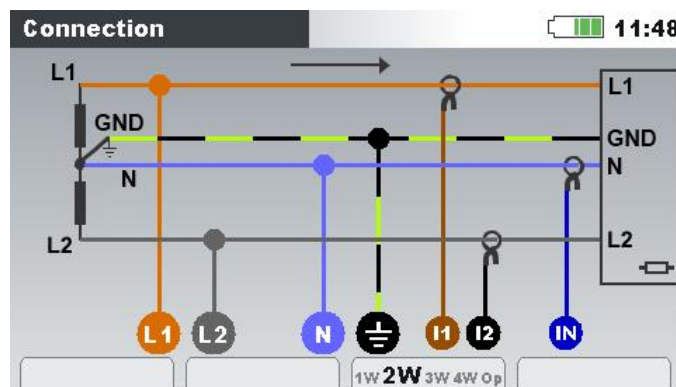 Connection 11:48
L1 L1
GND GND
N N
L2 L2
L1 L2 N I1 I2 IN
1W 2W 3W 4W Op